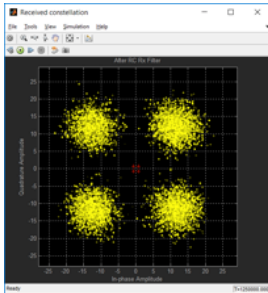 Received constellation
File Tools View Simulation Help
After RC Rx Filter
Quadrature Amplitude
25
20
15
10
5
0
-5
-10
-15
-20
-25
-25 -20 -15 -10 -5 0 5 10 15 20 25
In-phase Amplitude
Ready